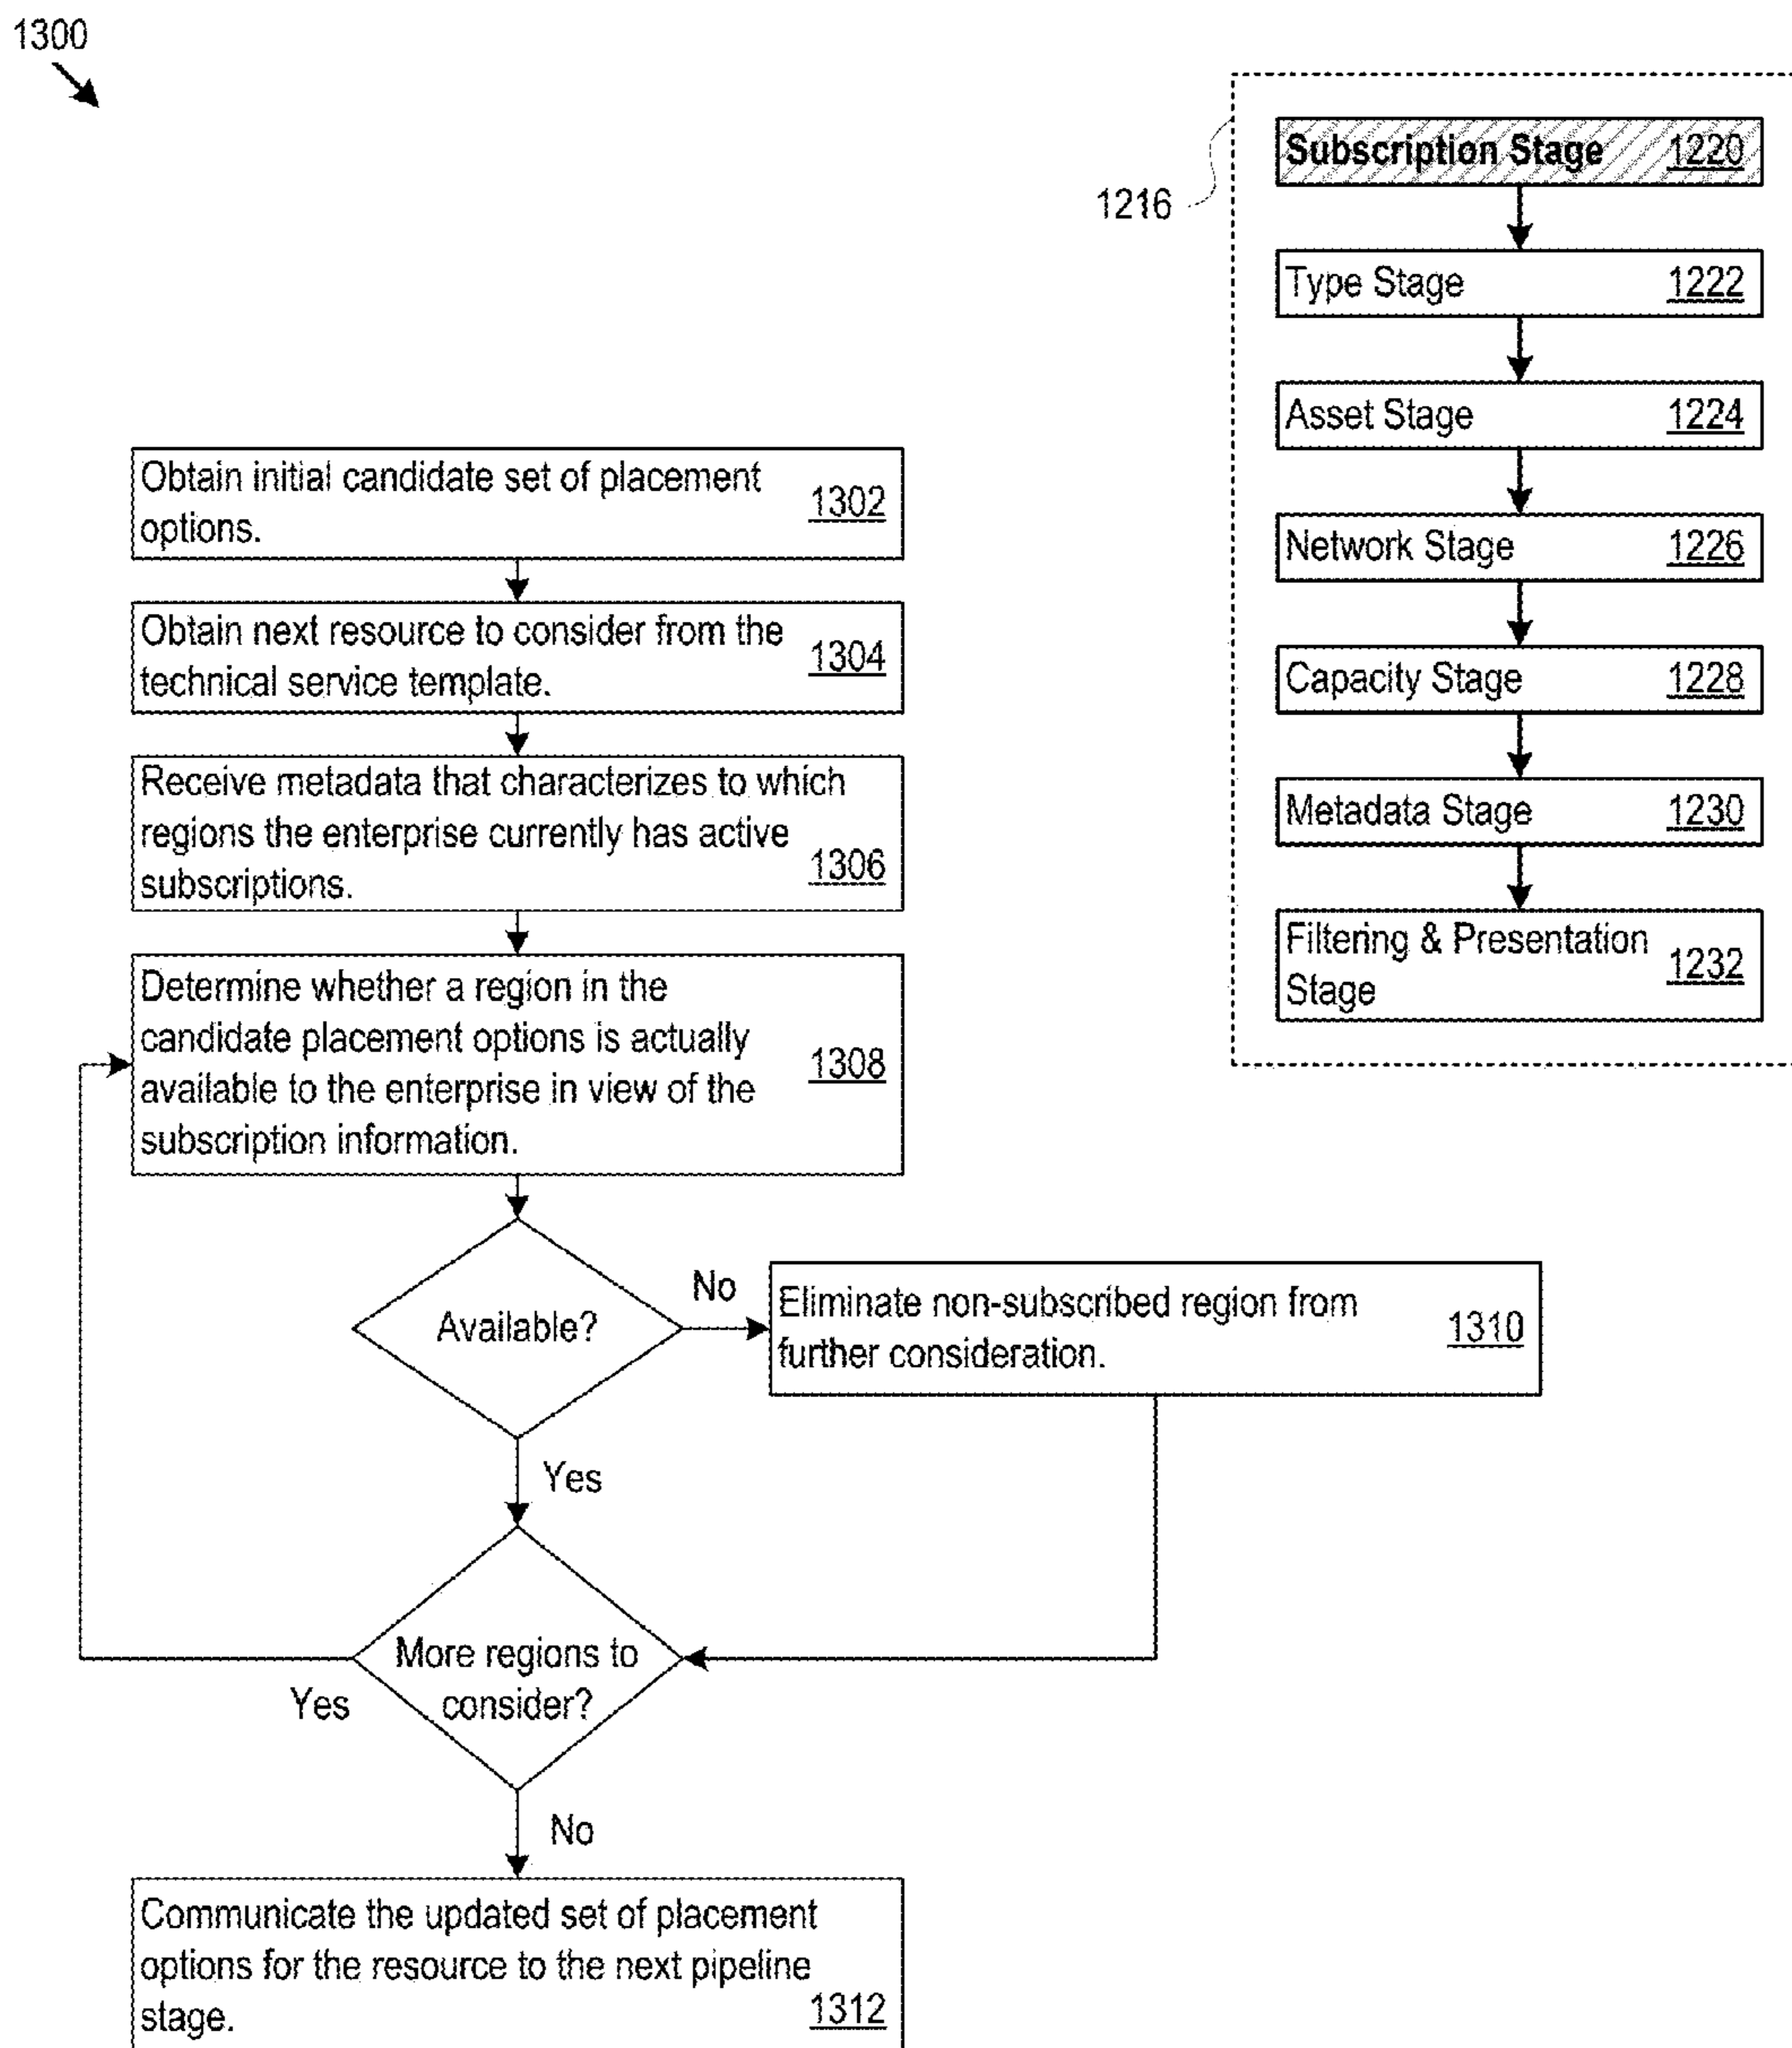 1300
1216
Subscription Stage 1220
Type Stage 1222
Asset Stage 1224
Network Stage 1226
Capacity Stage 1228
Metadata Stage 1230
Filtering & Presentation
Stage 1232
Obtain initial candidate set of placement
options. 1302
Obtain next resource to consider from the
technical service template. 1304
Receive metadata that characterizes to which
regions the enterprise currently has active
subscriptions. 1306
Determine whether a region in the
candidate placement options is actually
available to the enterprise in view of the
subscription information. 1308
Available?
No
Eliminate non-subscribed region from
further consideration. 1310
Yes
More regions to
consider?
Yes
No
Communicate the updated set of placement
options for the resource to the next pipeline
stage. 1312